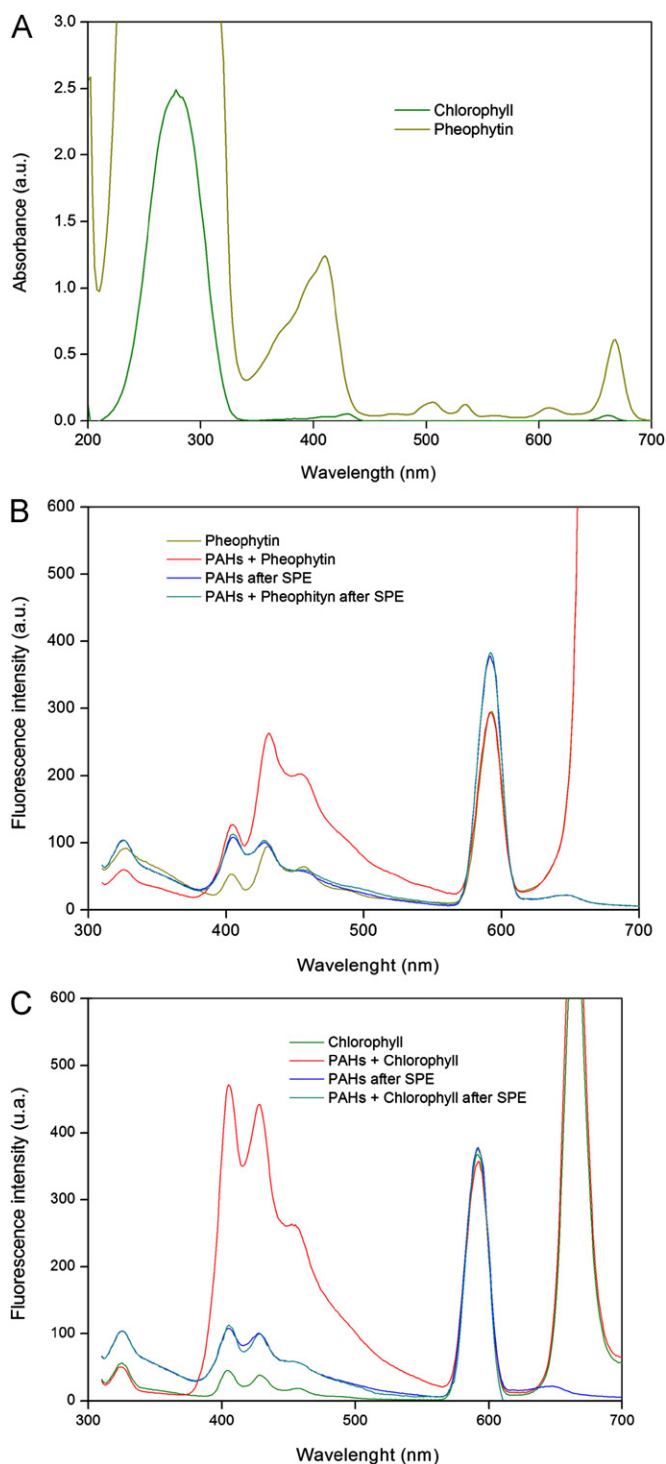 A
3.0
2.5
2.0
1.5
1.0
0.5
0.0
Absorbance (a.u.)
Chlorophyll
Pheophytin
200 300 400 500 600 700
Wavelength (nm)
B
600
500
400
300
200
100
0
Fluorescence intensity (a.u.)
Pheophytin
PAHs + Pheophytin
PAHs after SPE
PAHs + Pheophityn after SPE
300 400 500 600 700
Wavelenght (nm)
C
600
500
400
300
200
100
0
Fluorescence intensity (u.a.)
Chlorophyll
PAHs + Chlorophyll
PAHs after SPE
PAHs + Chlorophyll after SPE
300 400 500 600 700
Wavelenght (nm)